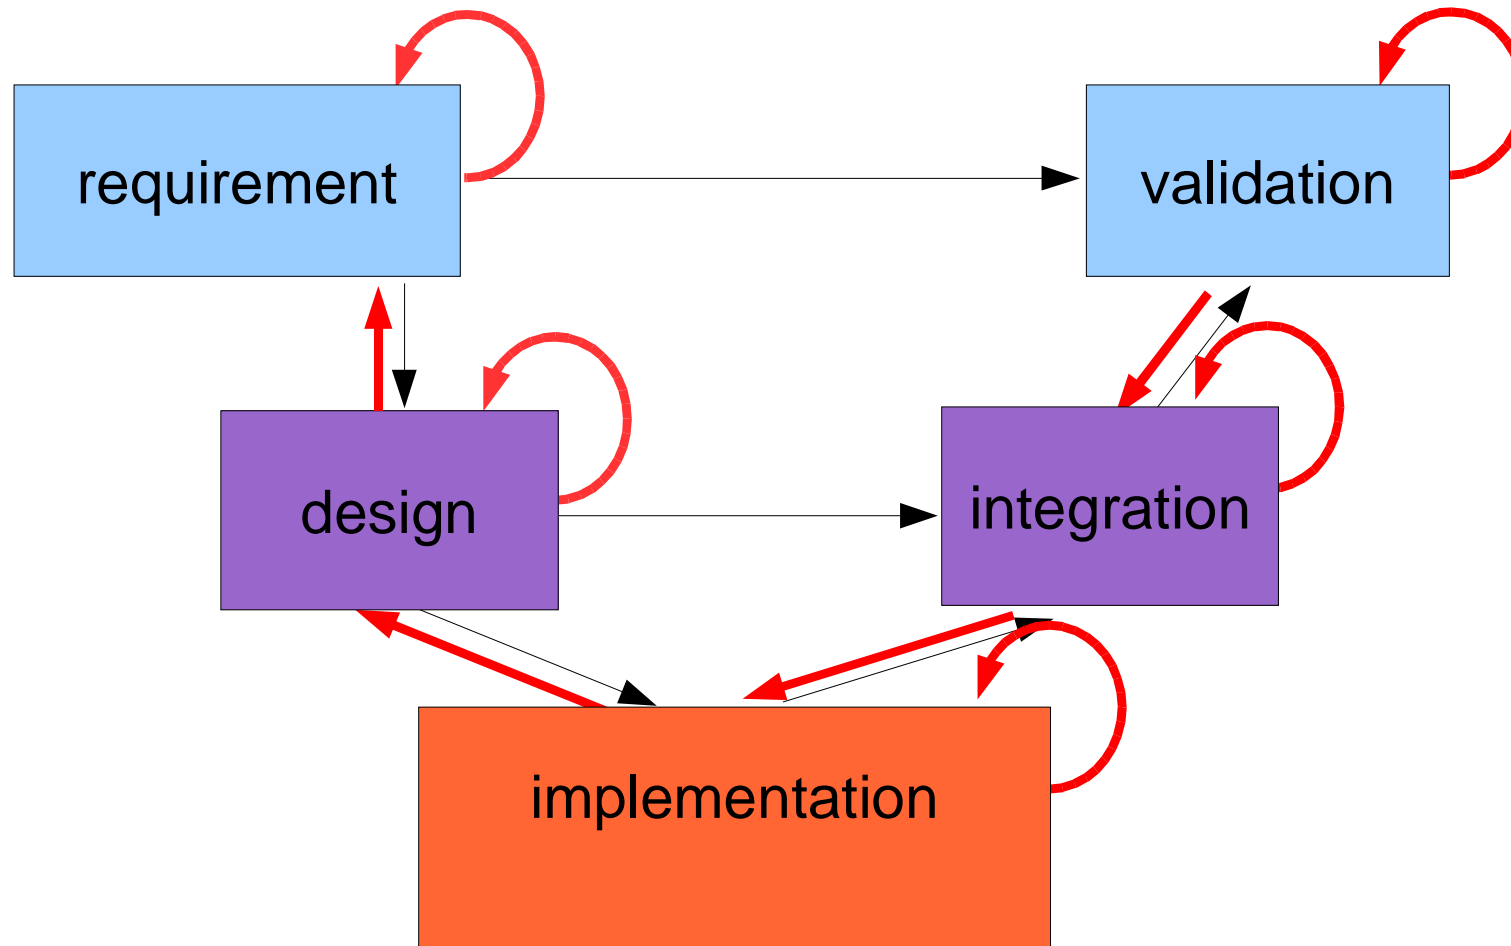 requirement
validation
design
integration
implementation